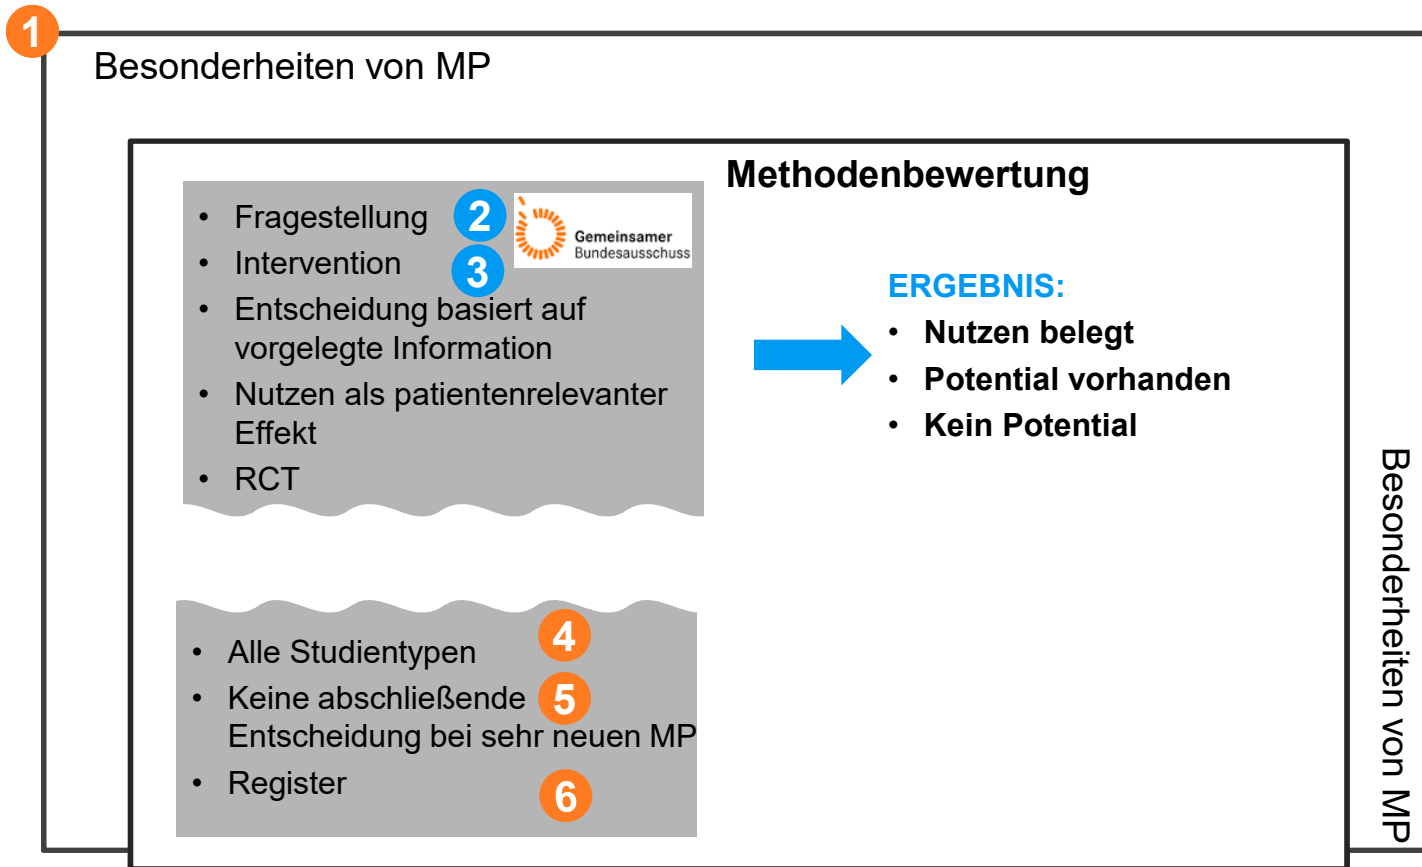 1
Besonderheiten von MP
Methodenbewertung
• Fragestellung 2
Gemeinsamer
Bundesausschuss
• Intervention 3
• Entscheidung basiert auf
vorgelegte Information
• Nutzen als patientenrelevanter
Effekt
• RCT
ERGEBNIS:
• Nutzen belegt
• Potential vorhanden
• Kein Potential
• Alle Studientypen 4
• Keine abschließende 5
Entscheidung bei sehr neuen MP
• Register 6
Besonderheiten von MP